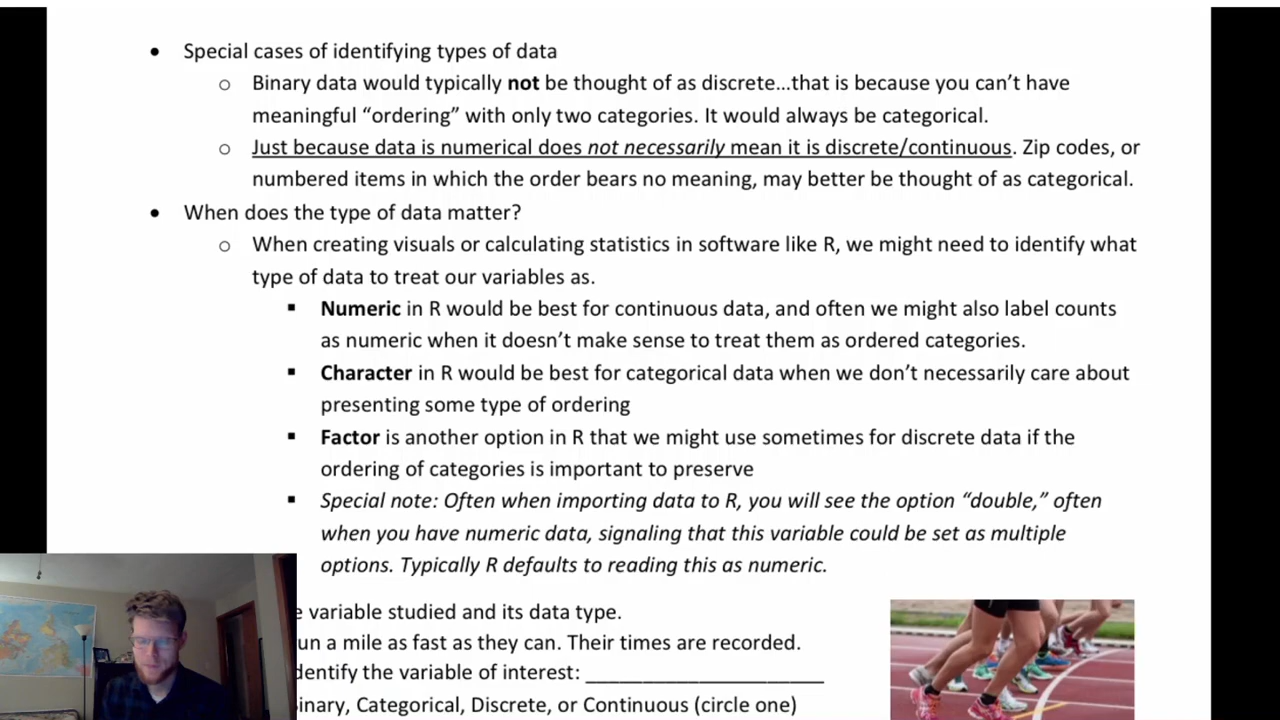 • Special cases of identifying types of data
o Binary data would typically not be thought of as discrete…that is because you can’t have
meaningful “ordering” with only two categories. It would always be categorical.
o Just because data is numerical does not necessarily mean it is discrete/continuous. Zip codes, or
numbered items in which the order bears no meaning, may better be thought of as categorical.
• When does the type of data matter?
o When creating visuals or calculating statistics in software like R, we might need to identify what
type of data to treat our variables as.
▪ Numeric in R would be best for continuous data, and often we might also label counts
as numeric when it doesn’t make sense to treat them as ordered categories.
▪ Character in R would be best for categorical data when we don’t necessarily care about
presenting some type of ordering
▪ Factor is another option in R that we might use sometimes for discrete data if the
ordering of categories is important to preserve
▪ Special note: Often when importing data to R, you will see the option “double,” often
when you have numeric data, signaling that this variable could be set as multiple
options. Typically R defaults to reading this as numeric.
variable studied and its data type.
a mile as fast as they can. Their times are recorded.
the variable of interest: ____________________
Categorical, Discrete, or Continuous (circle one)